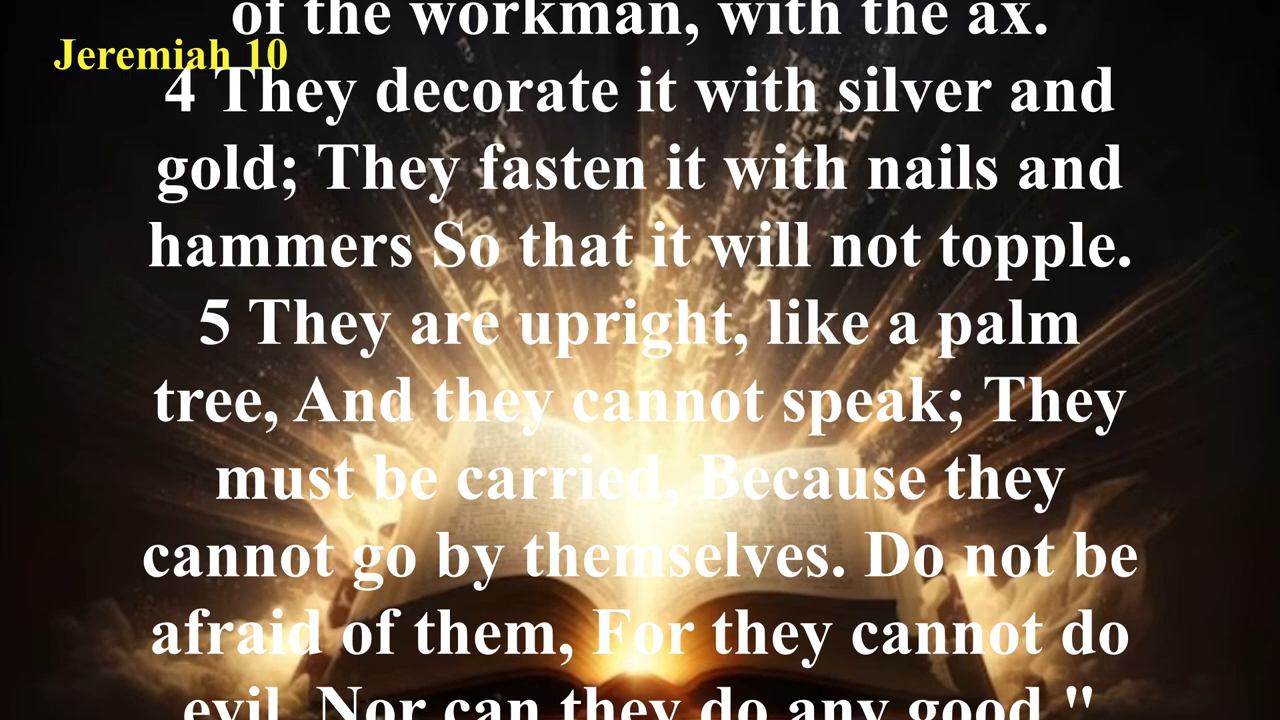 of the workman, with the ax.
Jeremiah 10
4 They decorate it with silver and
gold; They fasten it with nails and
hammers So that it will not topple.
5 They are upright, like a palm
tree, And they cannot speak; They
must be carried, Because they
cannot go by themselves. Do not be
afraid of them, For they cannot do
evil, Nor can they do any good."